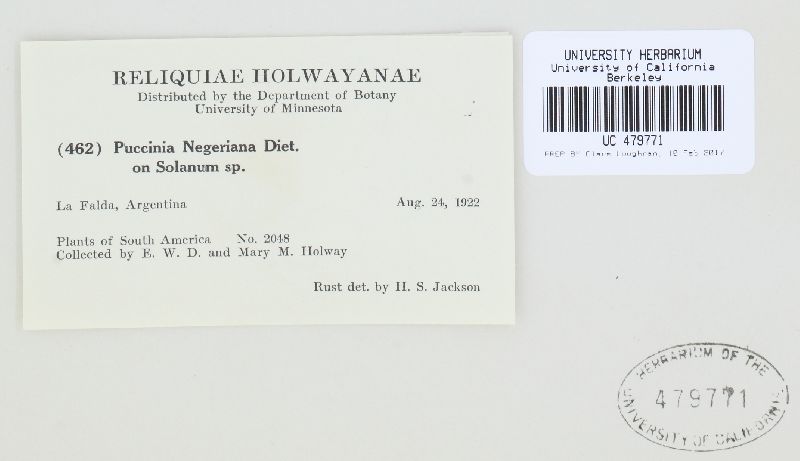 RELIQUIAE HOLWAYANAE
Distributed by the Department of Botany
University of Minnesota
(462) Puccinia Negeriana Diet.
on Solanum sp.
La Falda, Argentina Aug. 24, 1922
Plants of South America No. 2048
Collected by E. W. D. and Mary M. Holway
Rust det. by H. S. Jackson
UNIVERSITY HERBARIUM
University of California
Berkeley
UC 479771
PREP BY Clare Loughran, 10 Feb 2017
HERBARIUM OF THE
479771
UNIVERSITY OF CALIFORNIA